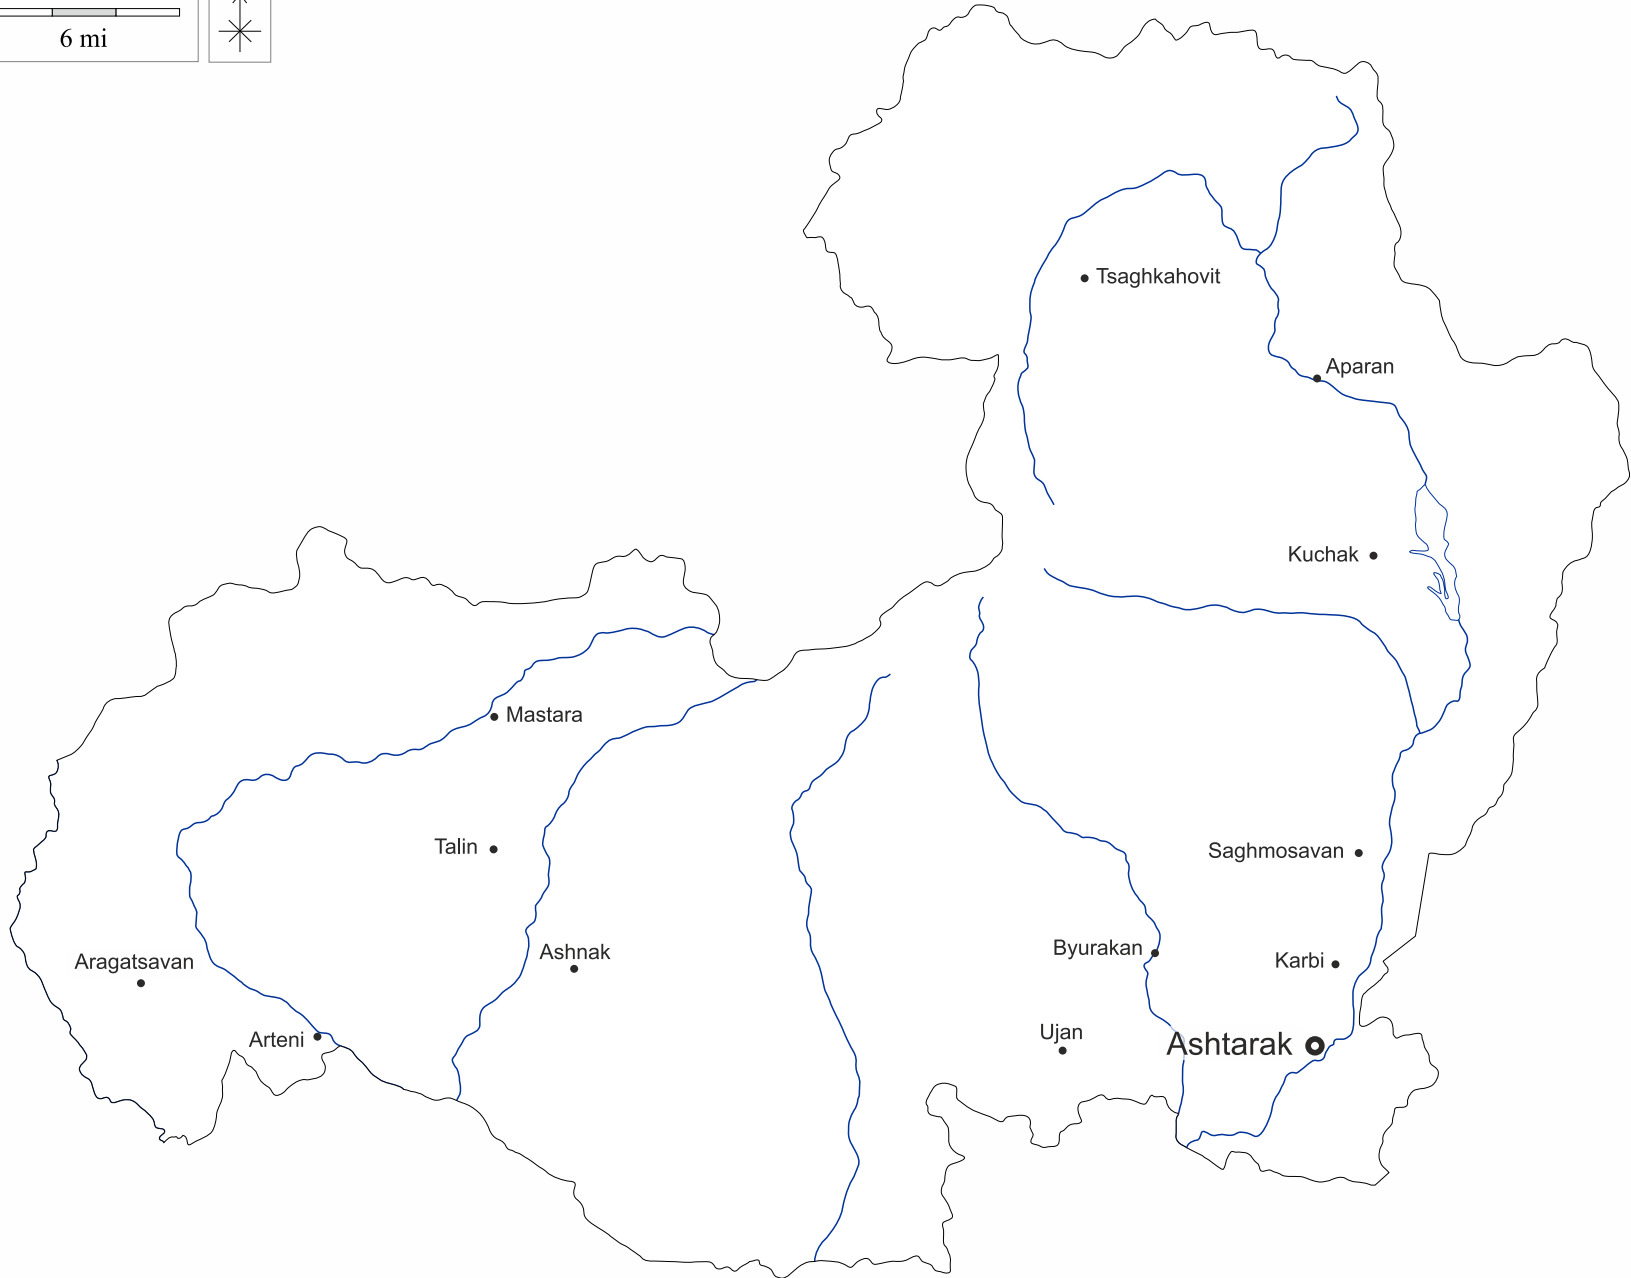 6 mi
Tsaghkahovit
Aparan
Kuchak
Mastara
Talin
Saghmosavan
Byurakan
Ashnak
Karbi
Aragatsavan
Ujan
Arteni
Ashtarak